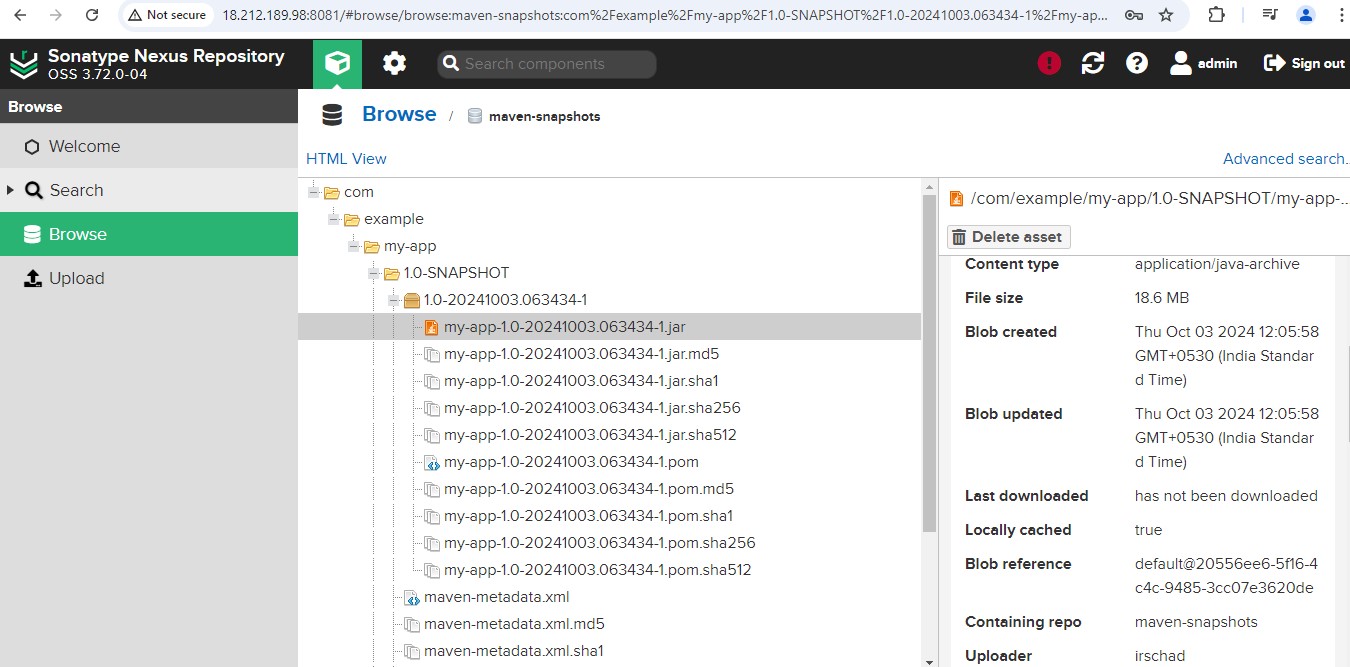 Not secure
18.212.189.98:8081/#browse/browse:maven-snapshots:com%2Fexample%2Fmy-app%2F1.0-SNAPSHOT%2F1.0-20241003.063434-1%2Fmy-ap...
Sonatype Nexus Repository
OSS 3.72.0-04
Search components
admin
Sign out
Browse
Welcome
Search
Browse
Upload
Browse / maven-snapshots
HTML View
Advanced search.
com
example
my-app
1.0-SNAPSHOT
1.0-20241003.063434-1
my-app-1.0-20241003.063434-1.jar
my-app-1.0-20241003.063434-1.jar.md5
my-app-1.0-20241003.063434-1.jar.sha1
my-app-1.0-20241003.063434-1.jar.sha256
my-app-1.0-20241003.063434-1.jar.sha512
my-app-1.0-20241003.063434-1.pom
my-app-1.0-20241003.063434-1.pom.md5
my-app-1.0-20241003.063434-1.pom.sha1
my-app-1.0-20241003.063434-1.pom.sha256
my-app-1.0-20241003.063434-1.pom.sha512
maven-metadata.xml
maven-metadata.xml.md5
maven-metadata.xml.sha1
/com/example/my-app/1.0-SNAPSHOT/my-app-...
Delete asset
Content type application/java-archive
File size 18.6 MB
Blob created Thu Oct 03 2024 12:05:58
GMT+0530 (India Standar
d Time)
Blob updated Thu Oct 03 2024 12:05:58
GMT+0530 (India Standar
d Time)
Last downloaded has not been downloaded
Locally cached true
Blob reference default@20556ee6-5f16-4
c4c-9485-3cc07e3620de
Containing repo maven-snapshots
Uploader irschad